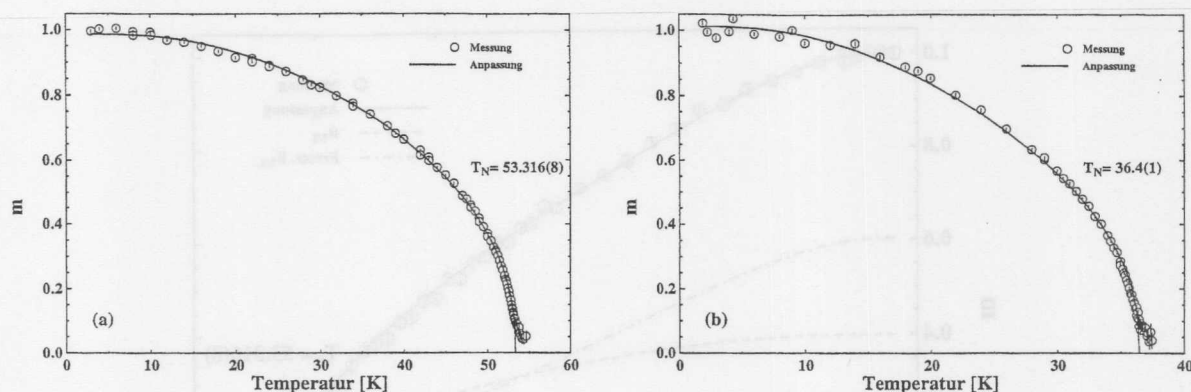 1.0
0.8
0.6
0.4
0.2
0.0
m
Messung
Anpassung
T_N= 53.316(8)
(a)
0 10 20 30 40 50 60
Temperatur [K]
1.0
0.8
0.6
0.4
0.2
0.0
m
Messung
Anpassung
T_N= 36.4(1)
(b)
0 10 20 30 40
Temperatur [K]